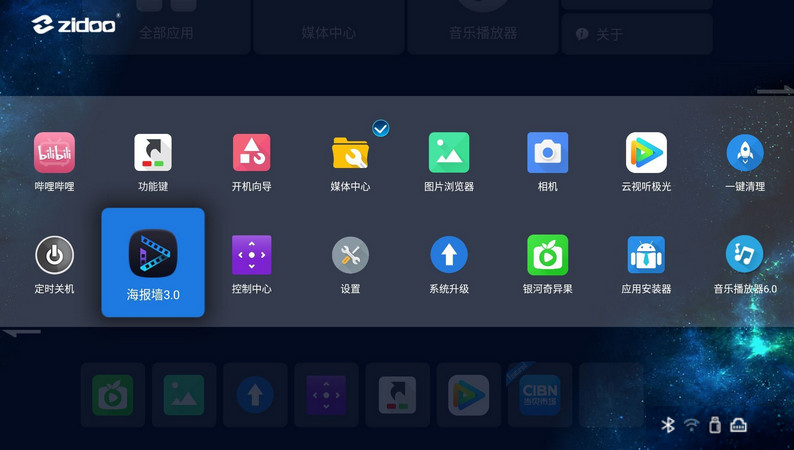 zidoo
全部应用
媒体中心
音乐播放器
关于
bilibili
哔哩哔哩
功能键
开机向导
媒体中心
图片浏览器
相机
云视听极光
一键清理
定时关机
海报墙3.0
控制中心
设置
系统升级
银河奇异果
应用安装器
音乐播放器6.0
CIBN